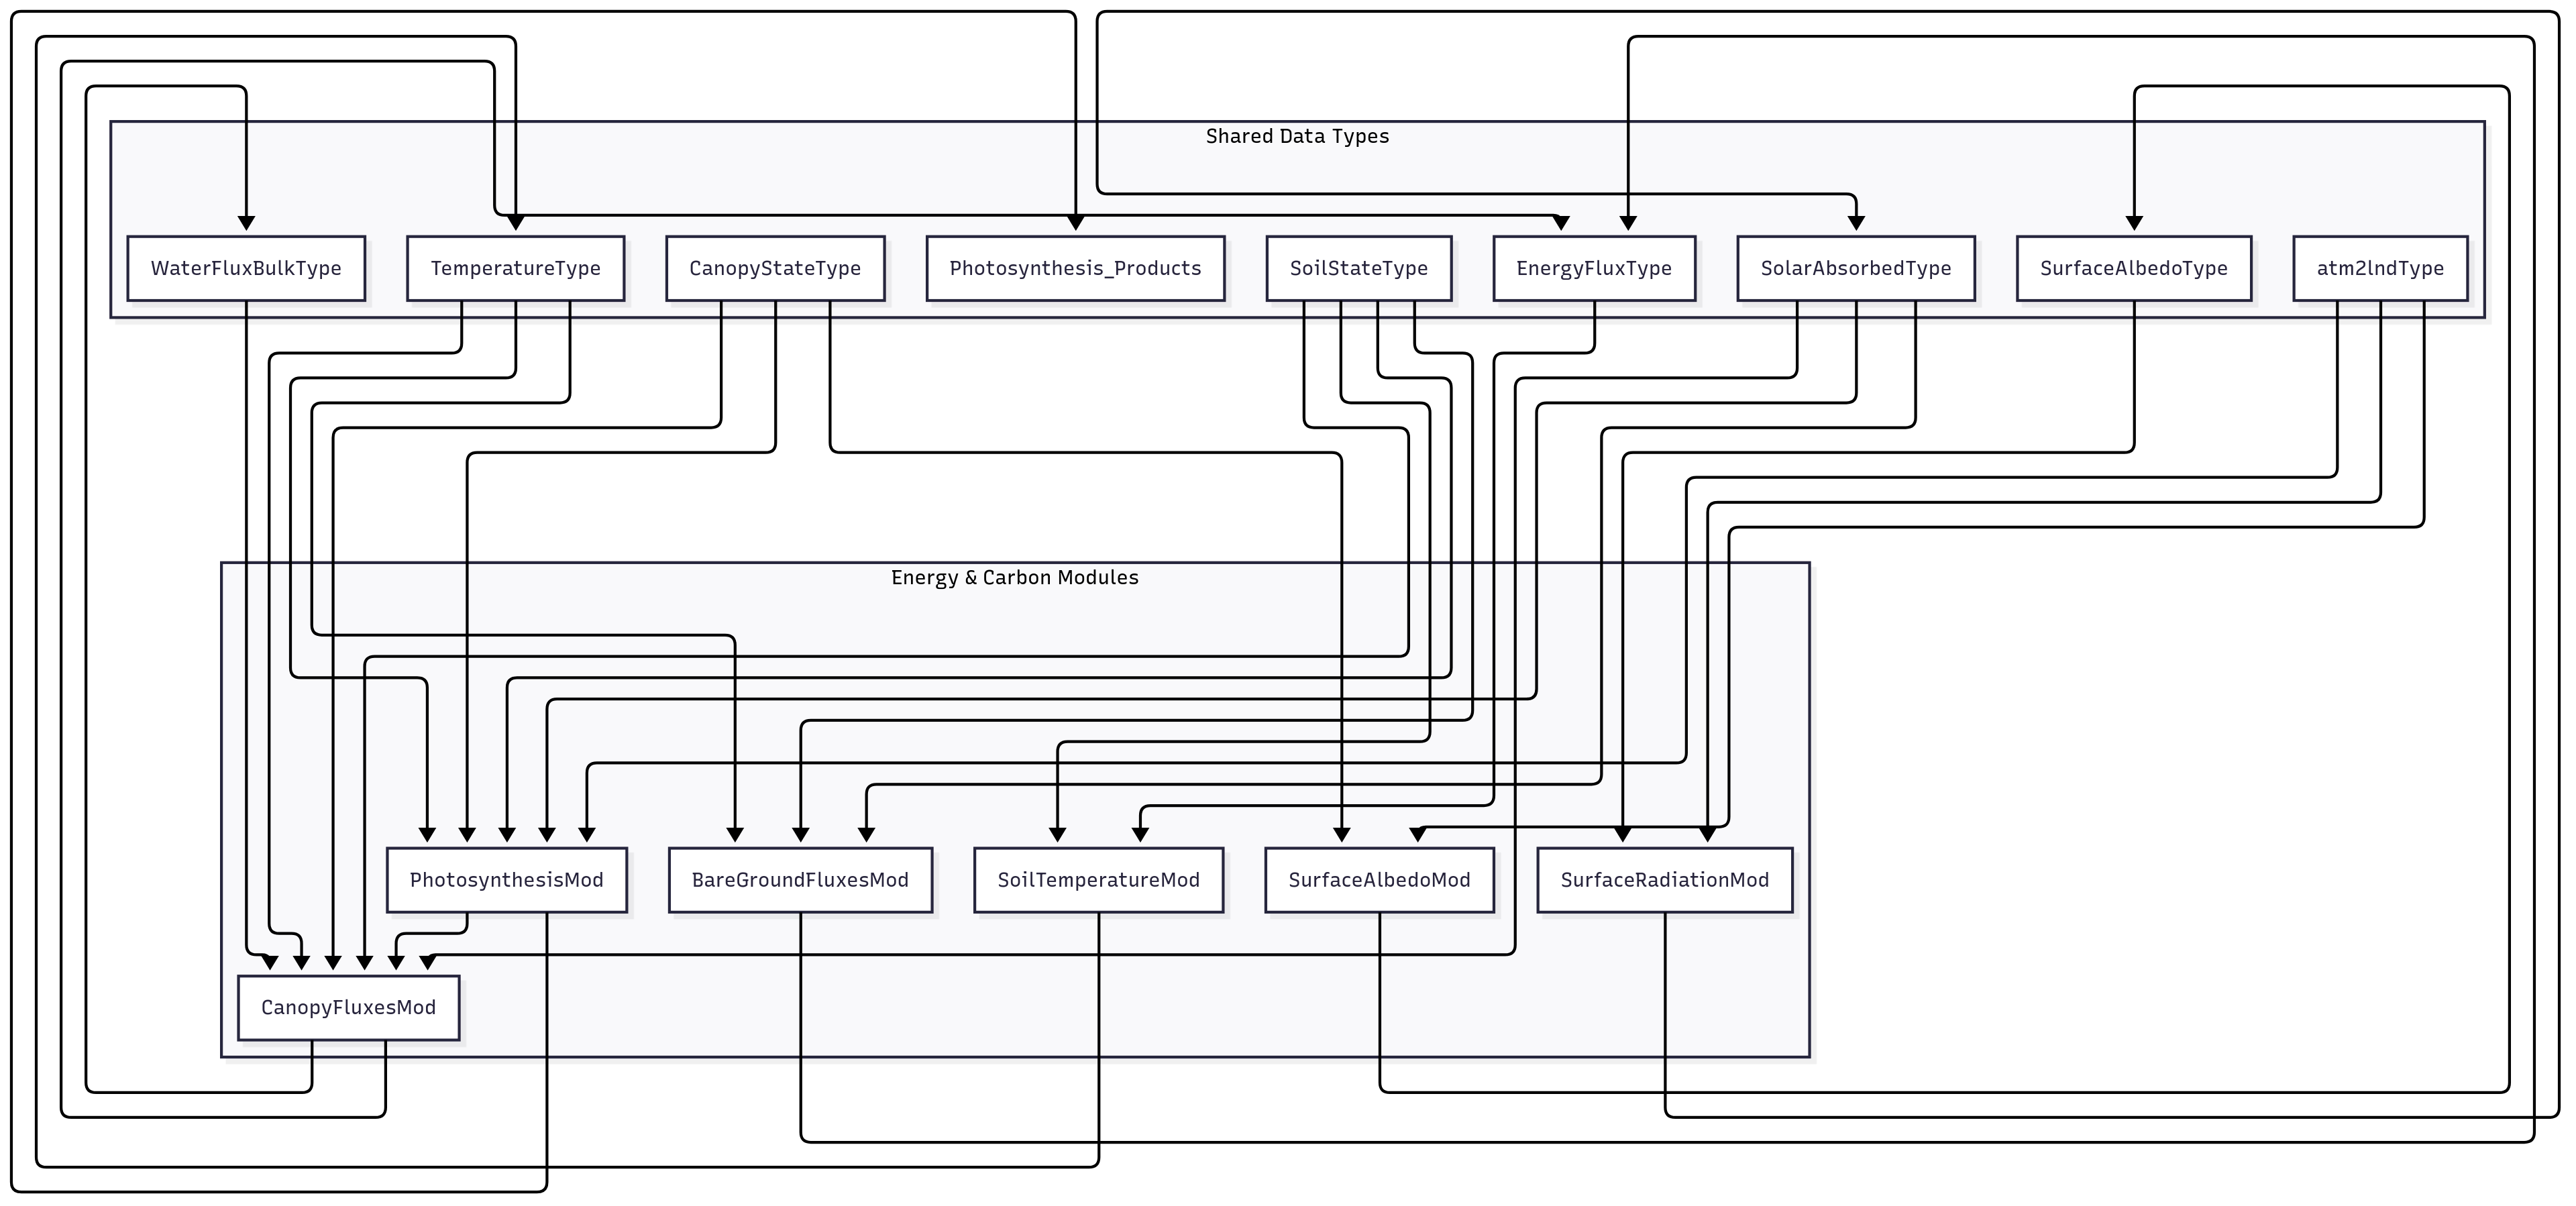 Shared Data Types
WaterFluxBulkType
TemperatureType
CanopyStateType
Photosynthesis_Products
SoilStateType
EnergyFluxType
SolarAbsorbedType
SurfaceAlbedoType
atm2lndType
Energy & Carbon Modules
PhotosynthesisMod
BareGroundFluxesMod
SoilTemperatureMod
SurfaceAlbedoMod
SurfaceRadiationMod
CanopyFluxesMod